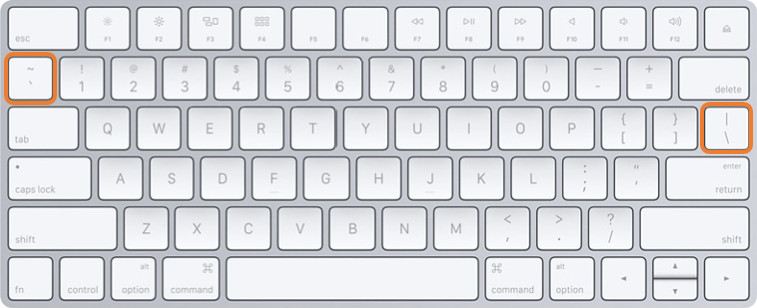 esc F1 F2 F3 F4 F5 F6 F7 F8 F9 F10 F11 F12
~ ! @ # $ % ^ & * ( ) _ +
` 1 2 3 4 5 6 7 8 9 0 - = delete
tab Q W E R T Y U I O P { } |
[ ] \
caps lock A S D F G H J K L : " enter
; ' return
shift Z X C V B N M < > ? shift
, . /
alt ⌘ ⌘ alt
fn control option command command option ◄ ▲ ▼ ►